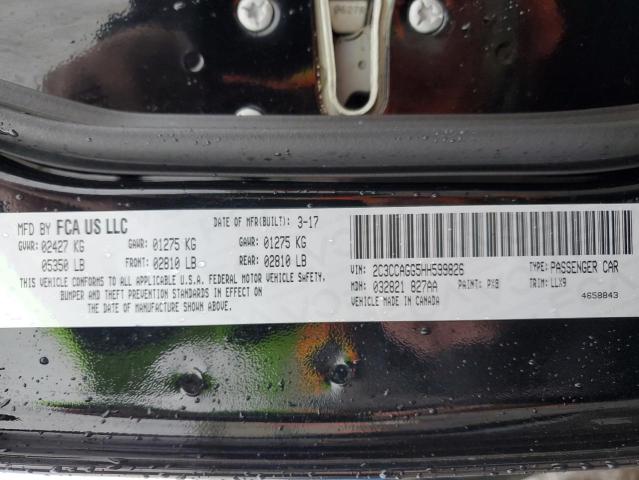 06278
MFD BY FCA US LLC DATE OF MFR(BUILT): 3-17
GVWR: 02427 KG GAWR: 01275 KG GAWR: 01275 KG
05350 LB FRONT: 02810 LB REAR: 02810 LB
THIS VEHICLE CONFORMS TO ALL APPLICABLE U.S.A. FEDERAL MOTOR VEHICLE SAFETY,
BUMPER AND THEFT PREVENTION STANDARDS IN EFFECT ON
THE DATE OF MANUFACTURE SHOWN ABOVE.
VIN: 2C3CCAGG5HH599826 TYPE: PASSENGER CAR
MDH: 032821 827AA PAINT: PX8 TRIM: LLX9
VEHICLE MADE IN CANADA 4658843